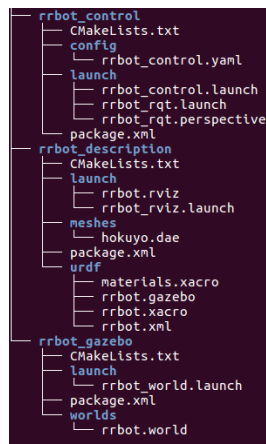 rrbot_control
CMakeLists.txt
config
rrbot_control.yaml
launch
rrbot_control.launch
rrbot_rqt.launch
rrbot_rqt.perspective
package.xml
rrbot_description
CMakeLists.txt
launch
rrbot.rviz
rrbot_rviz.launch
meshes
hokuyo.dae
package.xml
urdf
materials.xacro
rrbot.gazebo
rrbot.xacro
rrbot.xml
rrbot_gazebo
CMakeLists.txt
launch
rrbot_world.launch
package.xml
worlds
rrbot.world